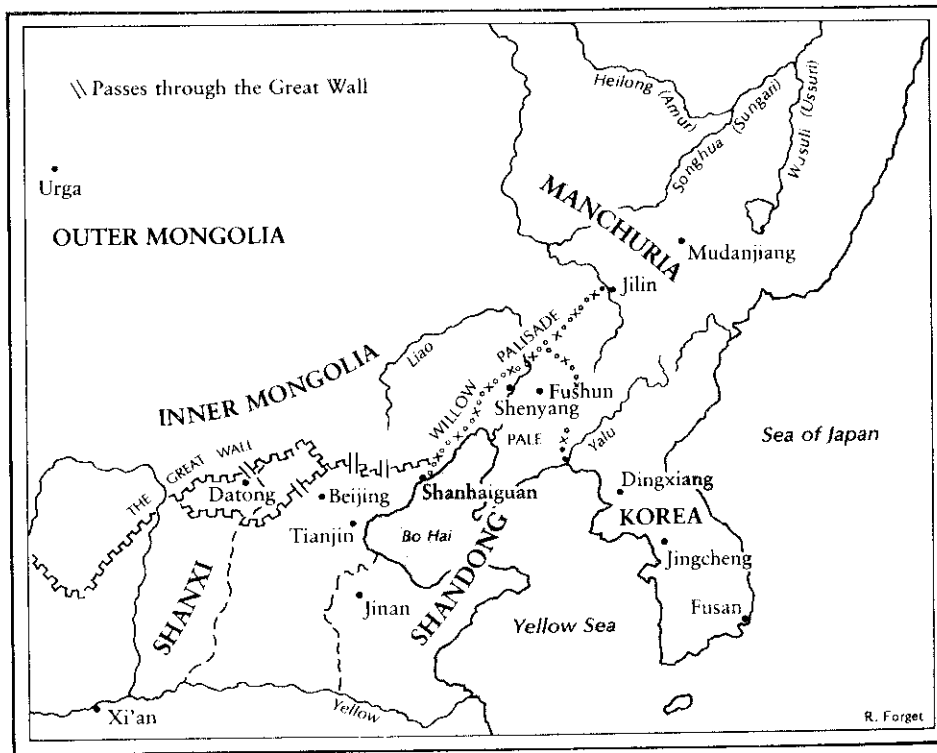 \\ Passes through the Great Wall
Heilong (Amur)
Songhua (Sungari)
Wusuli (Ussuri)
Urga
OUTER MONGOLIA
MANCHURIA
Mudanjiang
Jilin
INNER MONGOLIA
Liao
WILLOW PALISADE
Fushun
Shenyang
PALE
Yalu
Sea of Japan
THE GREAT WALL
Datong
Beijing
Shanhaiguan
Dingxiang
Tianjin
Bo Hai
KOREA
Jingcheng
SHANXI
SHANDONG
Jinan
Fusan
Yellow Sea
Xi'an
Yellow
R. Forget